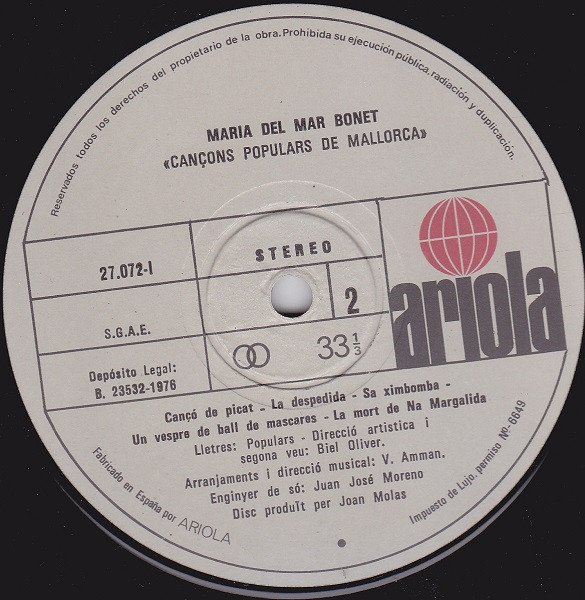 Reservados todos los derechos del propietario de la obra. Prohibida su ejecución pública, radiación y duplicación.
MARIA DEL MAR BONET
«CANÇONS POPULARS DE MALLORCA»
27.072-I
STEREO
S.G.A.E.
2
ariola
Depósito Legal:
B. 23532-1976
33 1/3
Cançó de picat - La despedida - Sa ximbomba -
Un vespre de ball de mascares - La mort de Na Margalida
Lletres: Populars - Direcció artística i
segona veu: Biel Oliver.
Arranjaments i direcció musical: V. Amman.
Enginyer de só: Juan José Moreno
Disc produït per Joan Molas
Fabricado en España por ARIOLA
Impuesto de Lujo, permiso Nº-6649